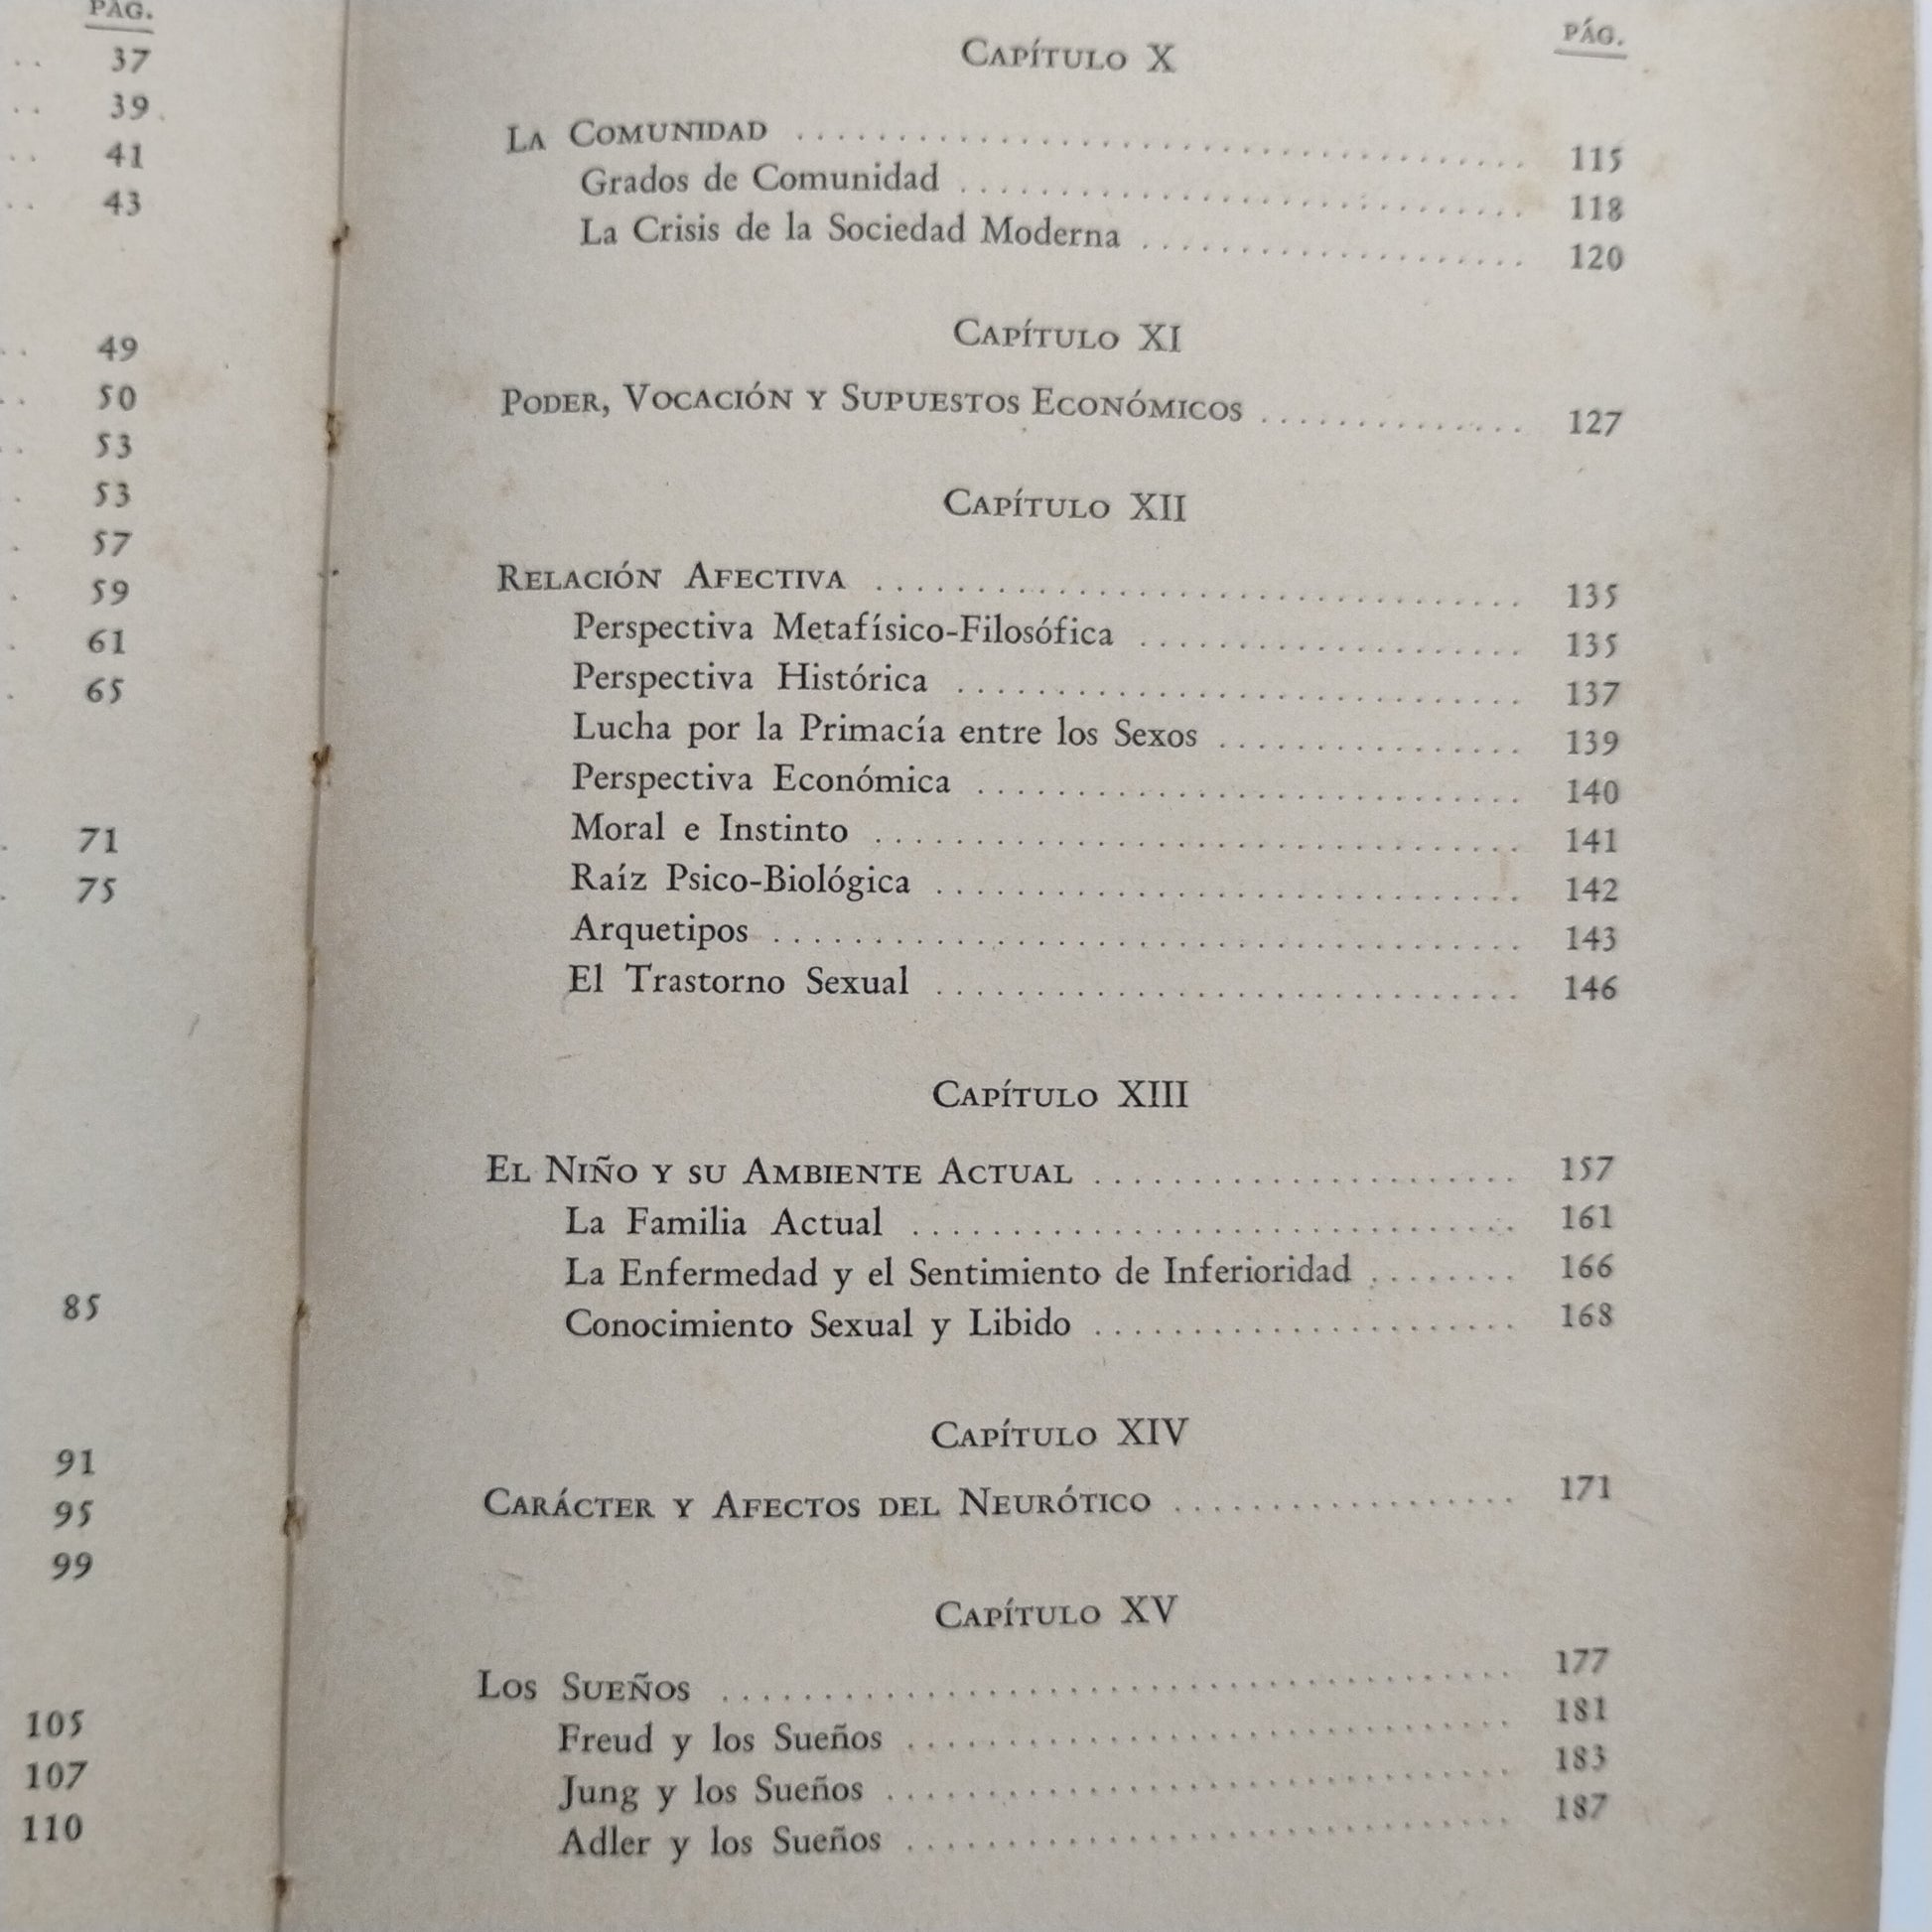 PÁG.
37
39
41
43
49
50
53
53
57
59
61
65
71
75
85
91
95
99
105
107
110
CAPÍTULO X
PÁG.
LA COMUNIDAD ........ 115
Grados de Comunidad ........ 118
La Crisis de la Sociedad Moderna ........ 120
CAPÍTULO XI
PODER, VOCACIÓN Y SUPUESTOS ECONÓMICOS ........ 127
CAPÍTULO XII
RELACIÓN AFECTIVA ........ 135
Perspectiva Metafísico-Filosófica ........ 135
Perspectiva Histórica ........ 137
Lucha por la Primacía entre los Sexos ........ 139
Perspectiva Económica ........ 140
Moral e Instinto ........ 141
Raíz Psico-Biológica ........ 142
Arquetipos ........ 143
El Trastorno Sexual ........ 146
CAPÍTULO XIII
EL NIÑO Y SU AMBIENTE ACTUAL ........ 157
La Familia Actual ........ 161
La Enfermedad y el Sentimiento de Inferioridad ........ 166
Conocimiento Sexual y Libido ........ 168
CAPÍTULO XIV
CARÁCTER Y AFECTOS DEL NEURÓTICO ........ 171
CAPÍTULO XV
LOS SUEÑOS ........ 177
Freud y los Sueños ........ 181
Jung y los Sueños ........ 183
Adler y los Sueños ........ 187